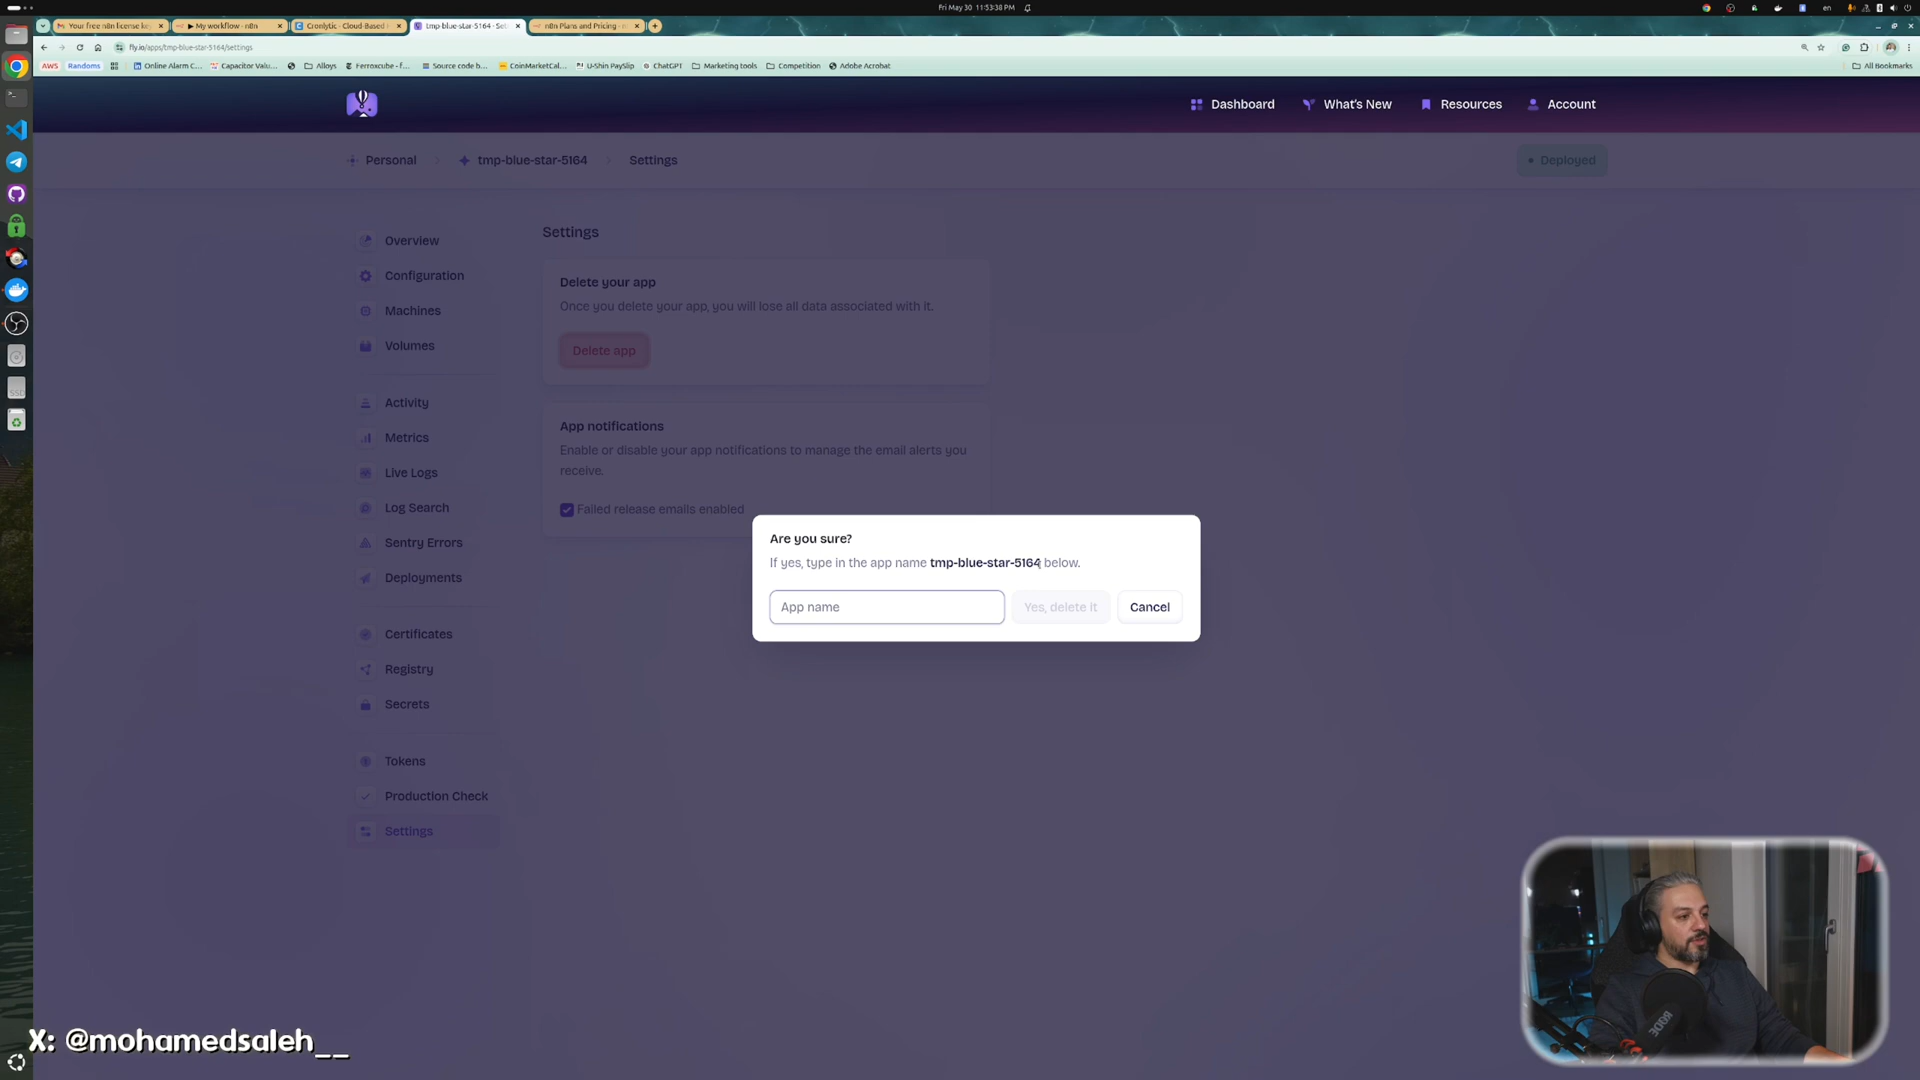 Fri May 30 11:53:38 PM
en
Your free n8n license ke
▶ My workflow - n8n
Cronlytic - Cloud-Based
tmp-blue-star-5164 · Set
n8n Plans and Pricing -
fly.io/apps/tmp-blue-star-5164/settings
AWS
Randoms
Online Alarm C...
Capacitor Valu...
Alloys
Ferroxcube - f...
Source code b...
CoinMarketCal...
U-Shin PaySlip
ChatGPT
Marketing tools
Competition
Adobe Acrobat
All Bookmarks
Dashboard
What's New
Resources
Account
Personal
tmp-blue-star-5164
Settings
Deployed
Overview
Configuration
Machines
Volumes
Activity
Metrics
Live Logs
Log Search
Sentry Errors
Deployments
Certificates
Registry
Secrets
Tokens
Production Check
Settings
Settings
Delete your app
Once you delete your app, you will lose all data associated with it.
Delete app
App notifications
Enable or disable your app notifications to manage the email alerts you
receive.
Failed release emails enabled
Are you sure?
If yes, type in the app name tmp-blue-star-5164 below.
App name
Yes, delete it
Cancel
RODE
X: @mohamedsaleh__